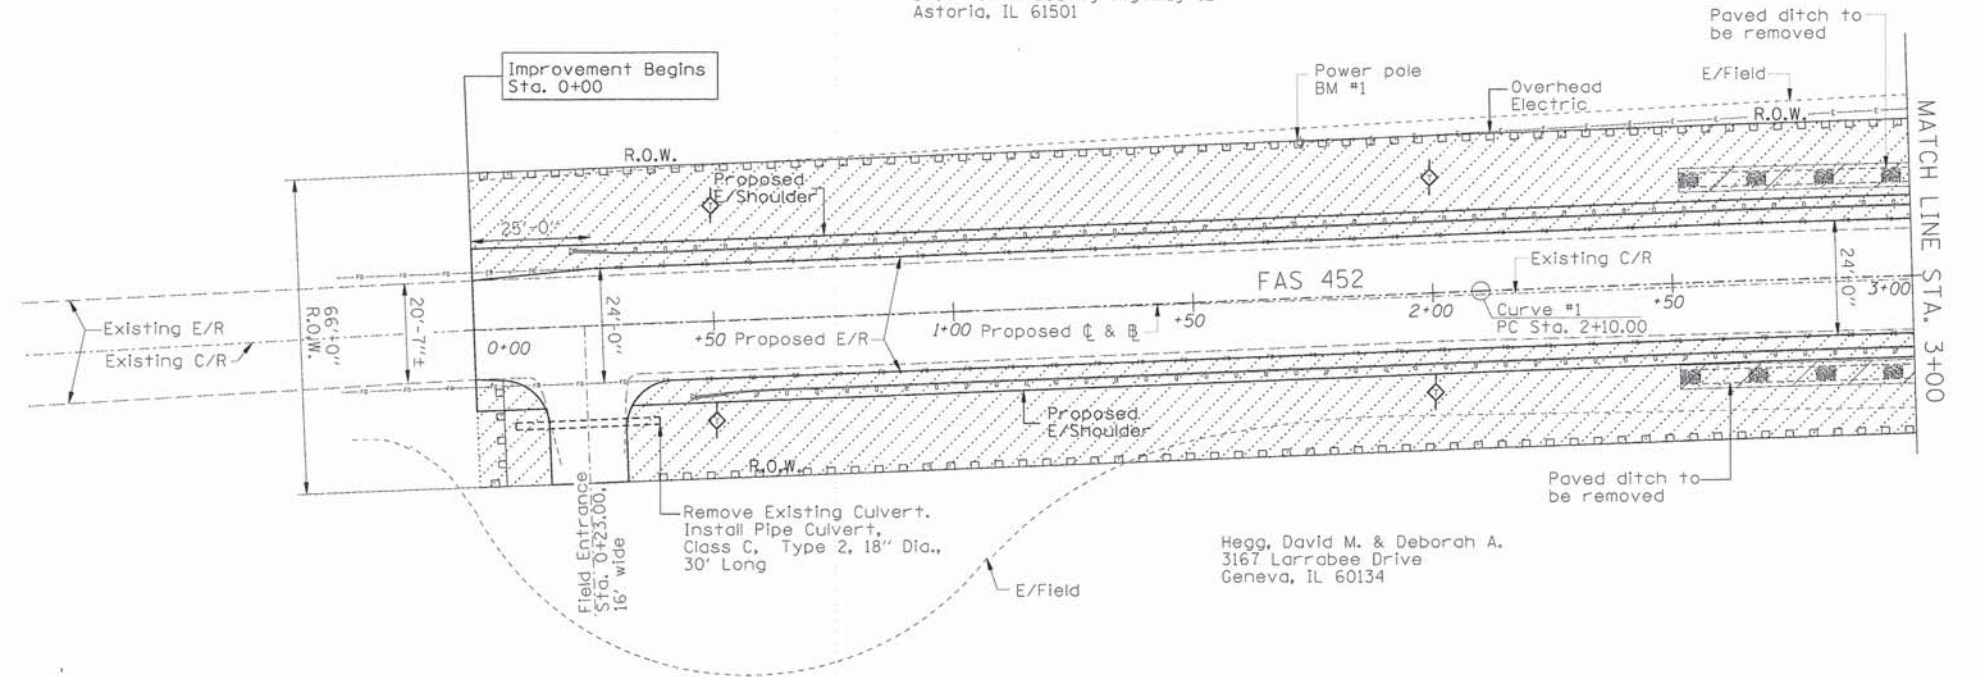 Astoria, IL 61501
Paved ditch to
be removed
Improvement Begins
Sta. 0+00
Power pole
BM #1
Overhead
Electric
E/Field
R.O.W.
R.O.W.
Proposed
E/Shoulder
25'-0"
MATCH LINE STA. 3+00
Existing E/R
Existing C/R
66'-0"
R.O.W.
20'-7"±
24'-0"
0+00
+50
Proposed E/R
1+00
Proposed ℄ & B
+50
FAS 452
2+00
Existing C/R
Curve #1
PC Sta. 2+10.00
+50
24'-0"
3+00
Proposed
E/Shoulder
R.O.W.
Paved ditch to
be removed
Field Entrance
Sta. 0+23.00,
16' wide
Remove Existing Culvert.
Install Pipe Culvert,
Class C, Type 2, 18" Dia.,
30' Long
E/Field
Hegg, David M. & Deborah A.
3167 Larrabee Drive
Geneva, IL 60134